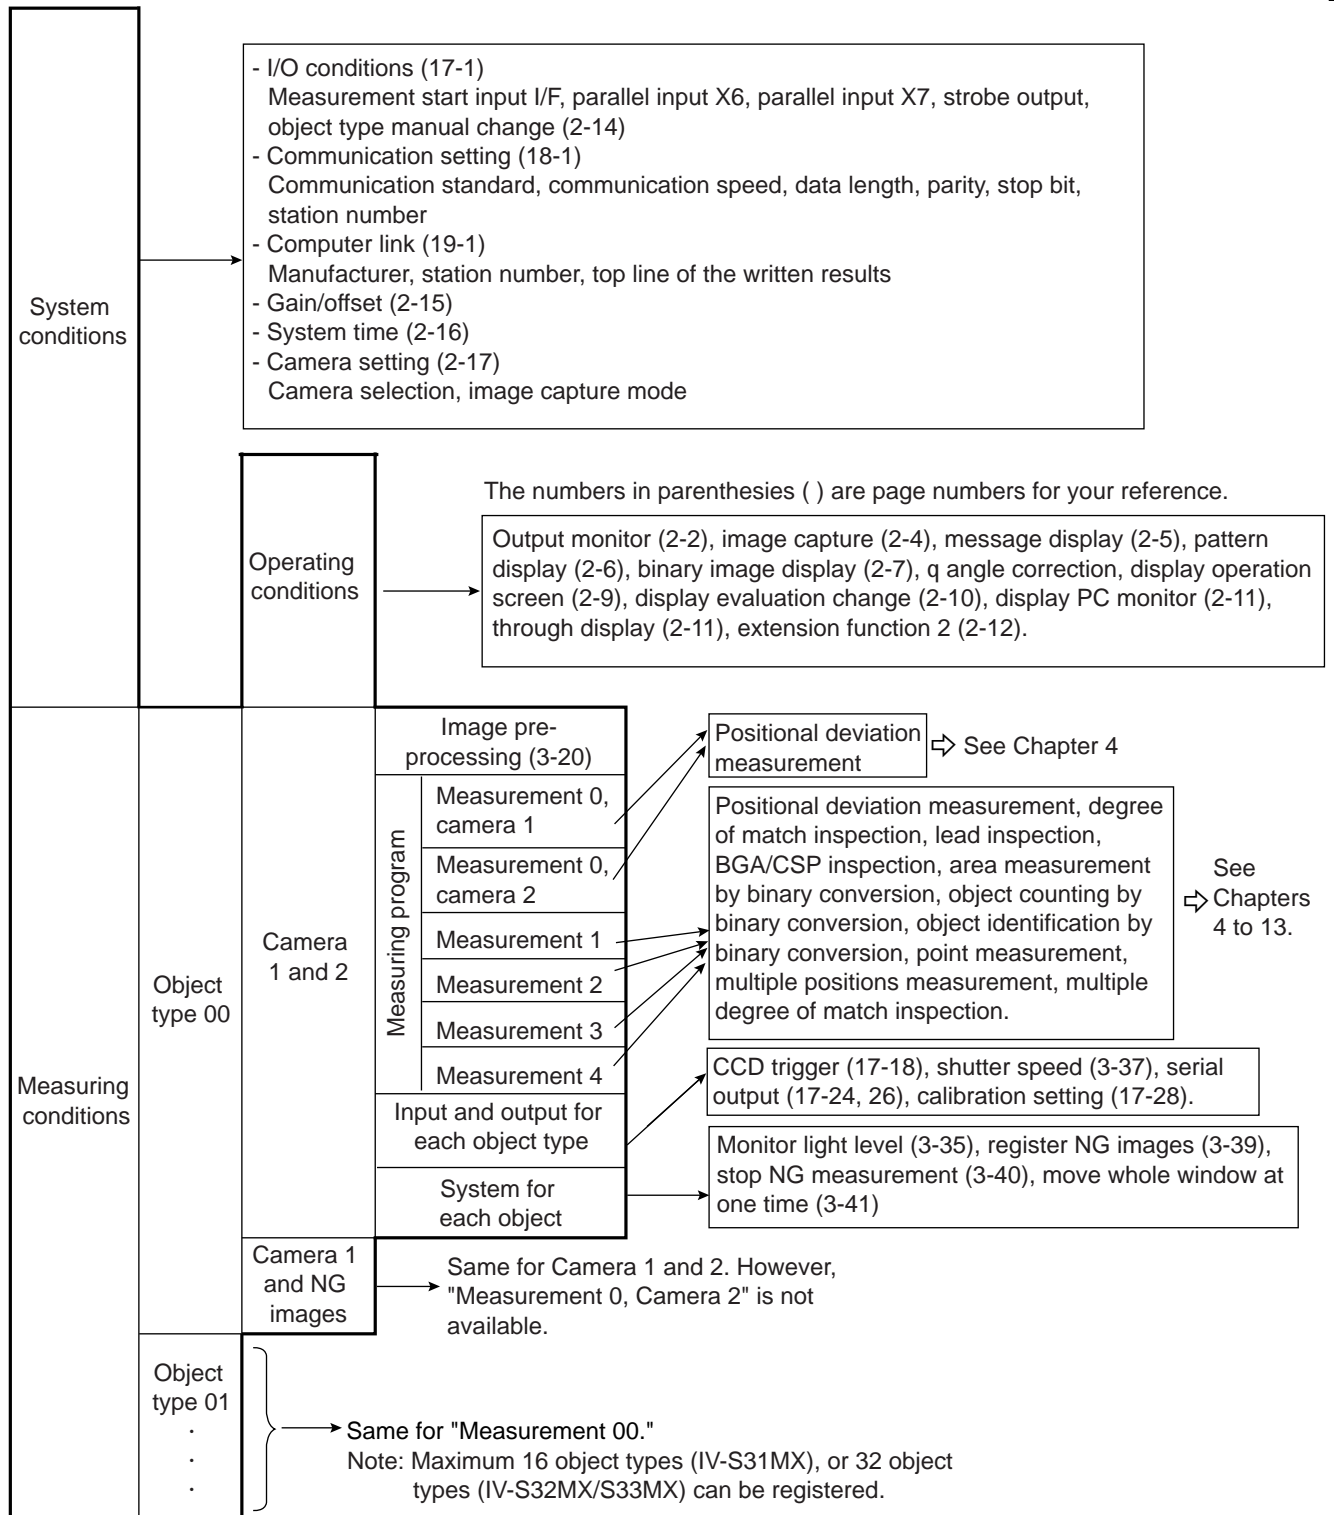 System
conditions
- I/O conditions (17-1)
Measurement start input I/F, parallel input X6, parallel input X7, strobe output,
object type manual change (2-14)
- Communication setting (18-1)
Communication standard, communication speed, data length, parity, stop bit,
station number
- Computer link (19-1)
Manufacturer, station number, top line of the written results
- Gain/offset (2-15)
- System time (2-16)
- Camera setting (2-17)
Camera selection, image capture mode
The numbers in parenthesies ( ) are page numbers for your reference.
Operating
conditions
Output monitor (2-2), image capture (2-4), message display (2-5), pattern
display (2-6), binary image display (2-7), q angle correction, display operation
screen (2-9), display evaluation change (2-10), display PC monitor (2-11),
through display (2-11), extension function 2 (2-12).
Measuring
conditions
Object
type 00
Camera
1 and 2
Image pre-
processing (3-20)
Measuring program
Measurement 0,
camera 1
Measurement 0,
camera 2
Measurement 1
Measurement 2
Measurement 3
Measurement 4
Input and output for
each object type
System for
each object
Positional deviation
measurement
See Chapter 4
Positional deviation measurement, degree
of match inspection, lead inspection,
BGA/CSP inspection, area measurement
by binary conversion, object counting by
binary conversion, object identification by
binary conversion, point measurement,
multiple positions measurement, multiple
degree of match inspection.
See
Chapters
4 to 13.
CCD trigger (17-18), shutter speed (3-37), serial
output (17-24, 26), calibration setting (17-28).
Monitor light level (3-35), register NG images (3-39),
stop NG measurement (3-40), move whole window at
one time (3-41)
Camera 1
and NG
images
Same for Camera 1 and 2. However,
"Measurement 0, Camera 2" is not
available.
Object
type 01
.
.
.
Same for "Measurement 00."
Note: Maximum 16 object types (IV-S31MX), or 32 object
types (IV-S32MX/S33MX) can be registered.